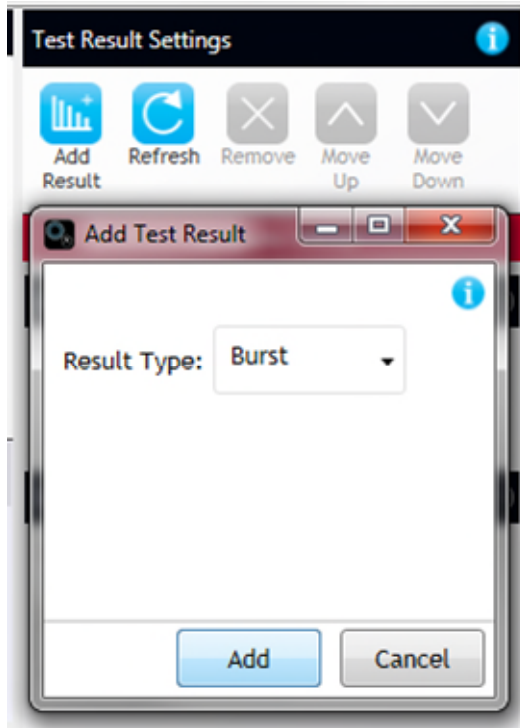 Test Result Settings
Add Refresh Remove Move Move
Result Up Down
Add Test Result
Result Type: Burst
Add Cancel